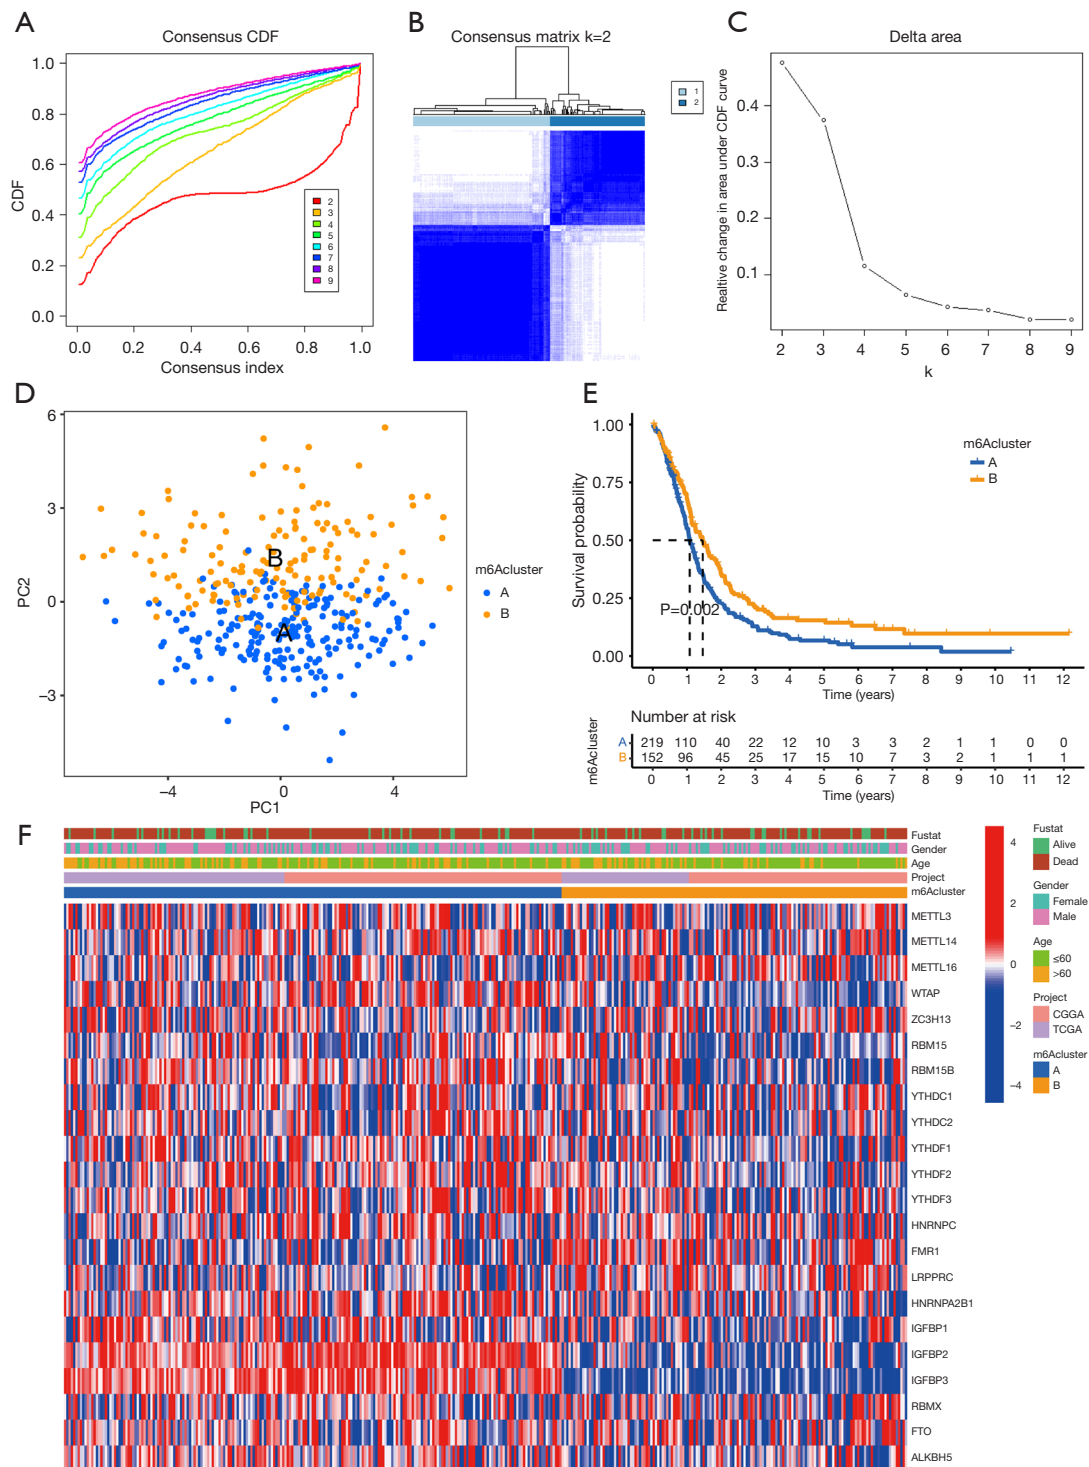 A
Consensus CDF
CDF
1.0
0.8
0.6
0.4
0.2
0.0
2
3
4
5
6
7
8
9
0.0 0.2 0.4 0.6 0.8 1.0
Consensus index
B
Consensus matrix k=2
1
2
C
Delta area
Realtive change in area under CDF curve
0.4
0.3
0.2
0.1
2 3 4 5 6 7 8 9
k
D
PC2
6
3
0
−3
B
A
−4 0 4
PC1
m6Acluster
A
B
E
Survival probability
1.00
0.75
0.50
0.25
0.00
P=0.002
m6Acluster
A
B
0 1 2 3 4 5 6 7 8 9 10 11 12
Time (years)
Number at risk
m6Acluster
A 219 110 40 22 12 10 3 3 2 1 1 0 0
B 152 96 45 25 17 15 10 7 3 2 1 1 1
0 1 2 3 4 5 6 7 8 9 10 11 12
Time (years)
F
Fustat
Gender
Age
Project
m6Acluster
METTL3
METTL14
METTL16
WTAP
ZC3H13
RBM15
RBM15B
YTHDC1
YTHDC2
YTHDF1
YTHDF2
YTHDF3
HNRNPC
FMR1
LRPPRC
HNRNPA2B1
IGFBP1
IGFBP2
IGFBP3
RBMX
FTO
ALKBH5
4
2
0
−2
−4
Fustat
Alive
Dead
Gender
Female
Male
Age
≤60
>60
Project
CGGA
TCGA
m6Acluster
A
B